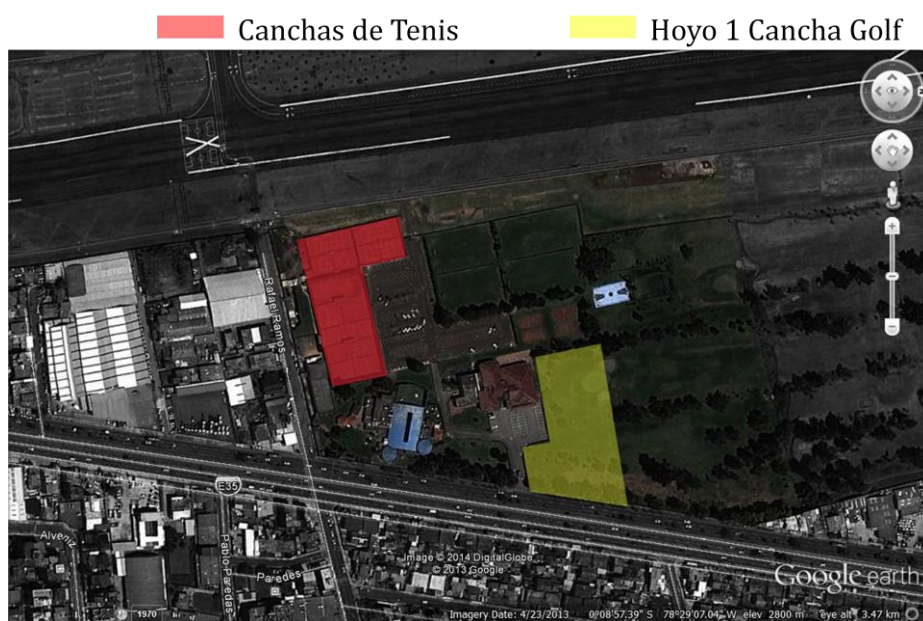 Canchas de Tenis
Hoyo 1 Cancha Golf
Rafael Ramos
E35
Alveniz
Pablo Paredes
Paredes
Image © 2014 DigitalGlobe
© 2013 Google
Google earth
1970
Imagery Date: 4/23/2013 0°08'57.39" S 78°29'07.04" W elev 2800 m eye alt 3.47 km